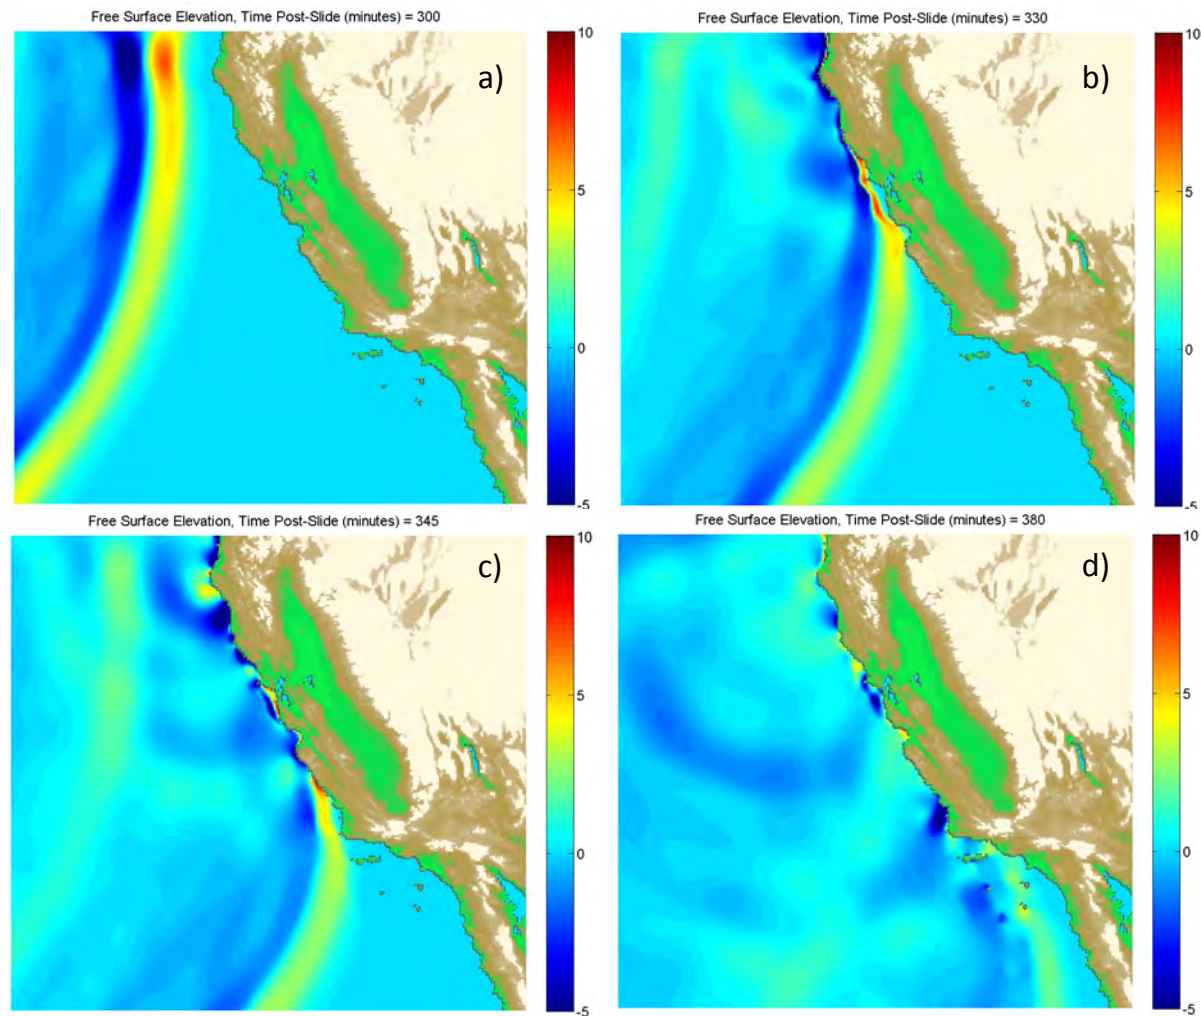 Free Surface Elevation, Time Post-Slide (minutes) = 300
a)
10
5
0
-5
Free Surface Elevation, Time Post-Slide (minutes) = 330
b)
10
5
0
-5
Free Surface Elevation, Time Post-Slide (minutes) = 345
c)
10
5
0
-5
Free Surface Elevation, Time Post-Slide (minutes) = 380
d)
10
5
0
-5